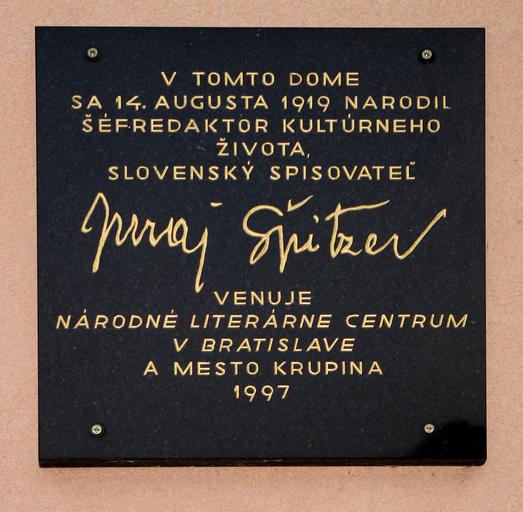 V TOMTO DOME
SA 14. AUGUSTA 1919 NARODIL
ŠÉFREDAKTOR KULTÚRNEHO
ŽIVOTA,
SLOVENSKÝ SPISOVATEĽ
Juraj Špitzer
VENUJE
NÁRODNÉ LITERÁRNE CENTRUM
V BRATISLAVE
A MESTO KRUPINA
1997